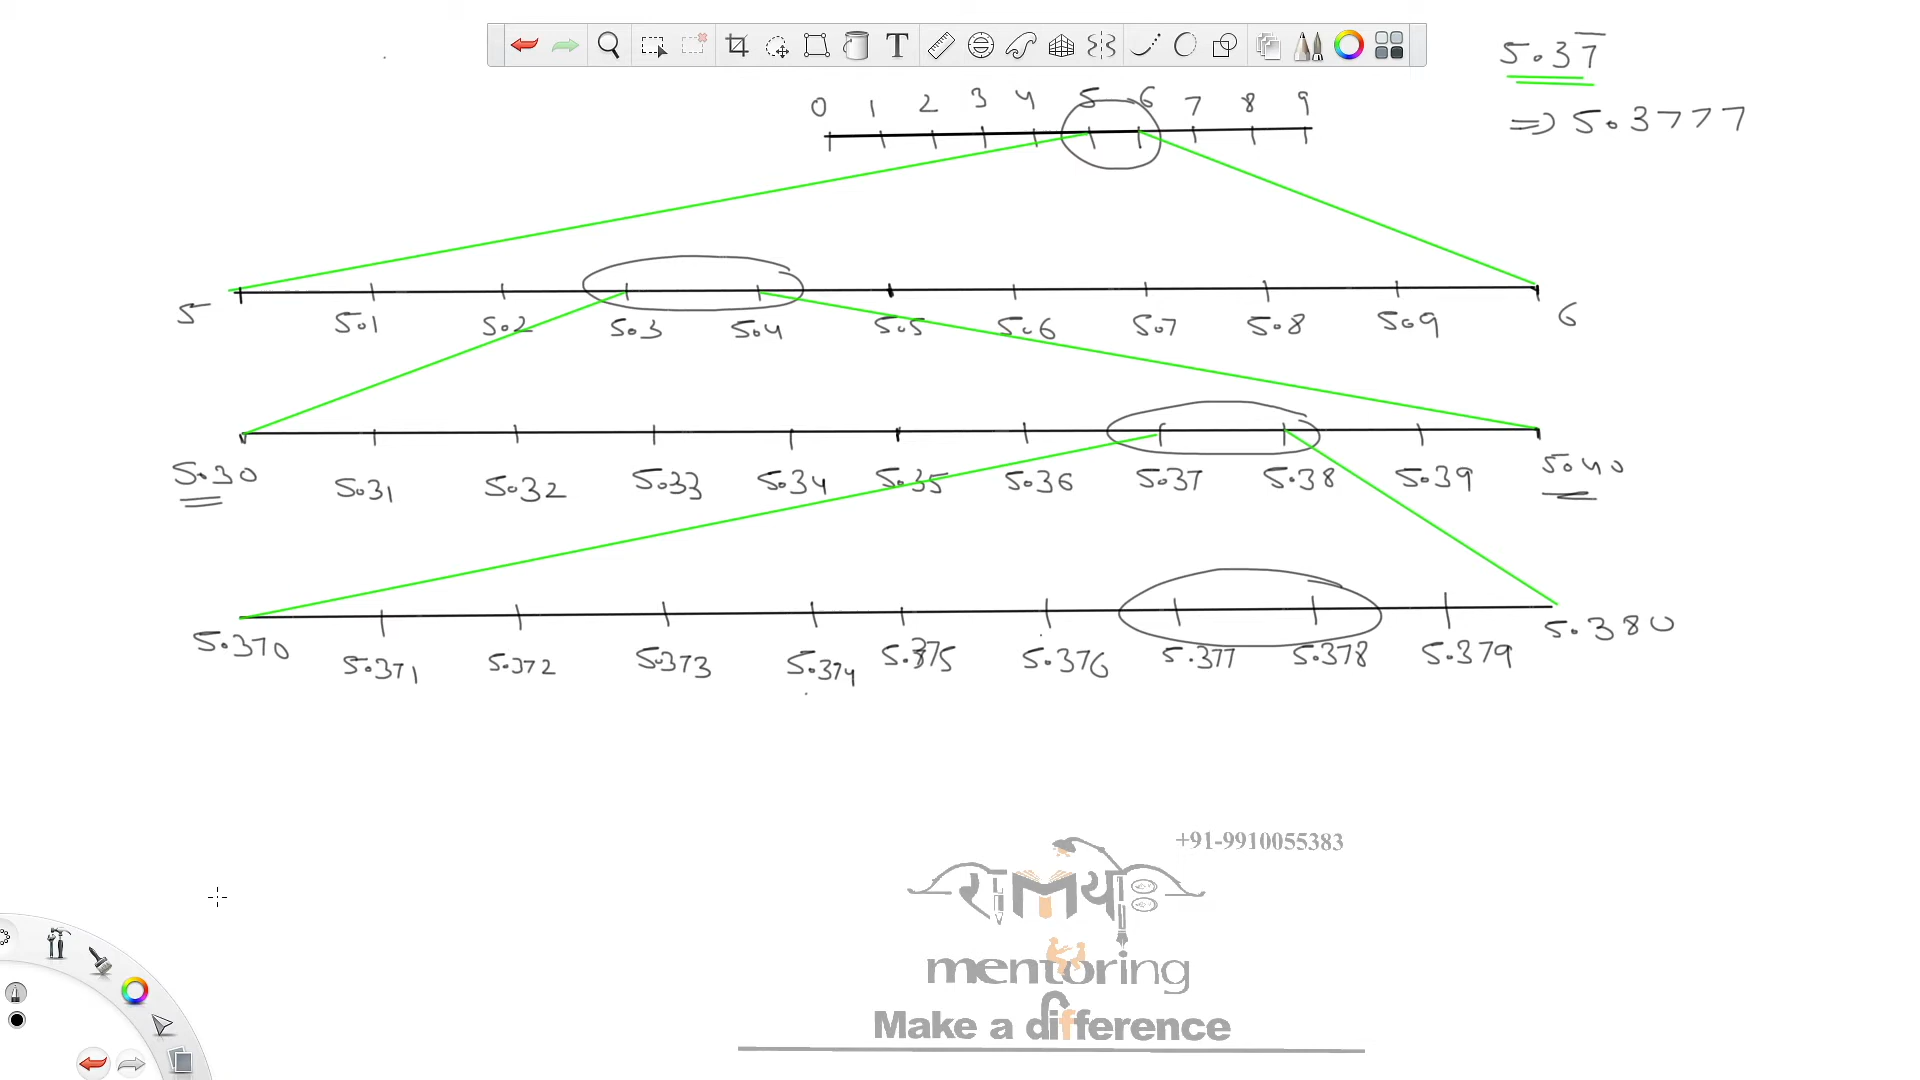 5.37̅
⇒ 5.3777
0 1 2 3 4 5 6 7 8 9
5 5.1 5.2 5.3 5.4 5.5 5.6 5.7 5.8 5.9 6
5.30 5.31 5.32 5.33 5.34 5.35 5.36 5.37 5.38 5.39 5.40
5.370 5.371 5.372 5.373 5.374 5.375 5.376 5.377 5.378 5.379 5.380
+91-9910055383
mentoring
Make a difference